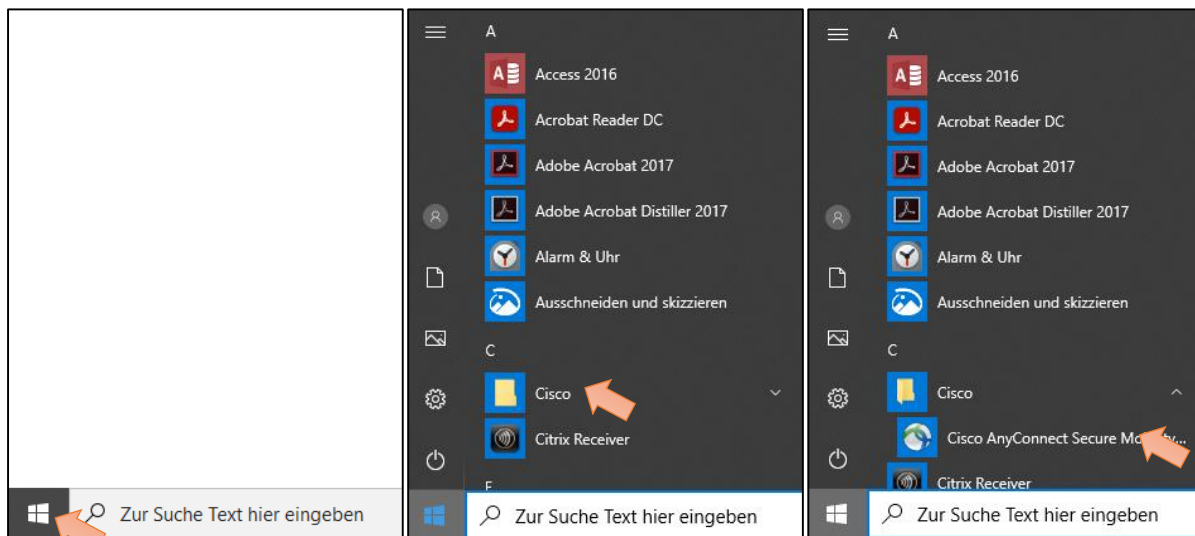 Zur Suche Text hier eingeben
A
Access 2016
Acrobat Reader DC
Adobe Acrobat 2017
Adobe Acrobat Distiller 2017
Alarm & Uhr
Ausschneiden und skizzieren
C
Cisco
Citrix Receiver
Zur Suche Text hier eingeben
A
Access 2016
Acrobat Reader DC
Adobe Acrobat 2017
Adobe Acrobat Distiller 2017
Alarm & Uhr
Ausschneiden und skizzieren
C
Cisco
Cisco AnyConnect Secure
Citrix Receiver
Zur Suche Text hier eingeben